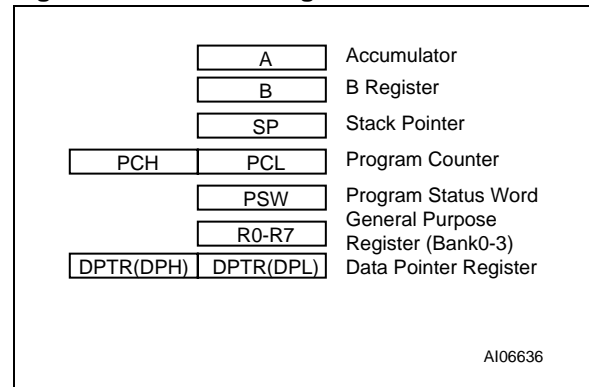 A Accumulator
B B Register
SP Stack Pointer
PCH PCL Program Counter
PSW Program Status Word
R0-R7 General Purpose
Register (Bank0-3)
DPTR(DPH) DPTR(DPL) Data Pointer Register
AI06636